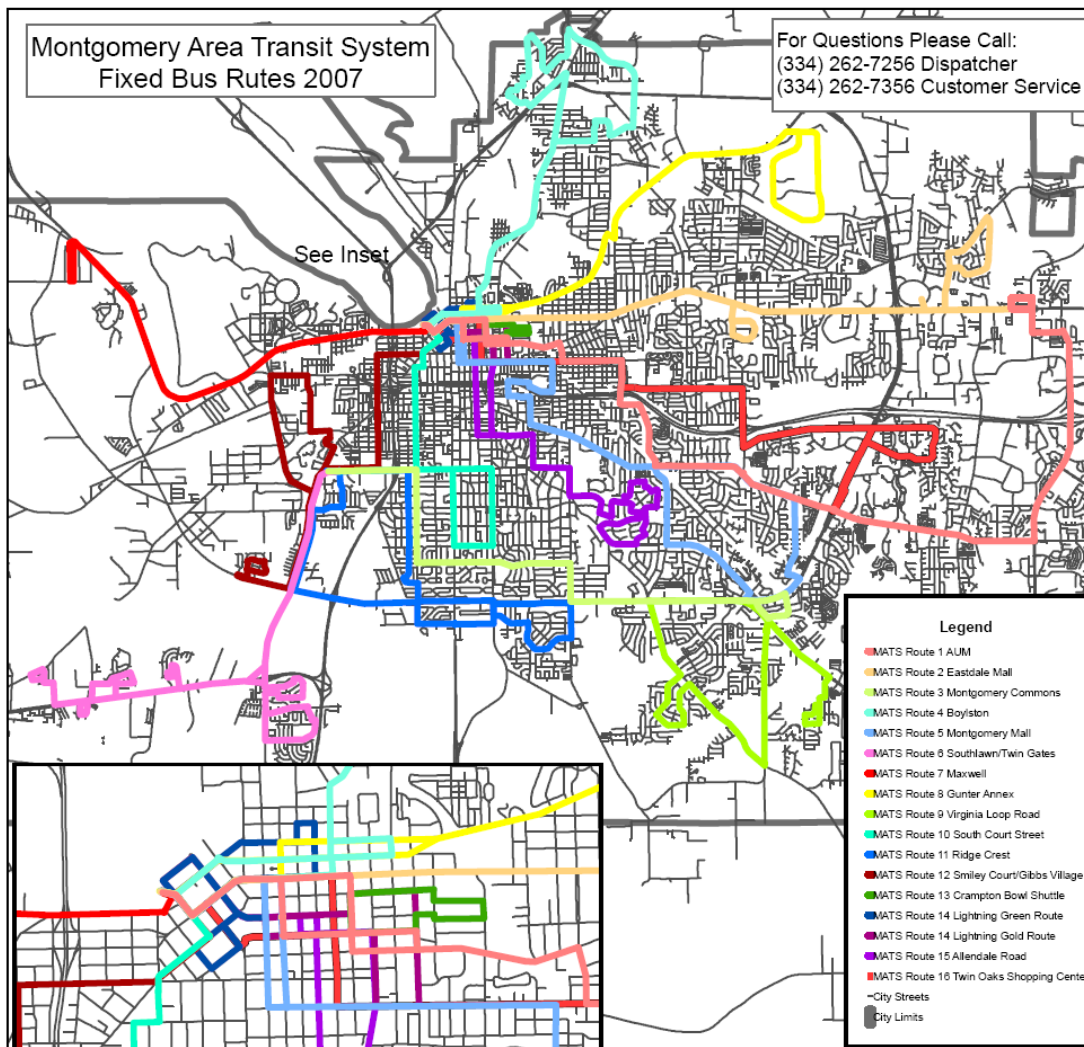 Montgomery Area Transit System
Fixed Bus Rutes 2007
For Questions Please Call:
(334) 262-7256 Dispatcher
(334) 262-7356 Customer Service
See Inset
Legend
MATS Route 1 AUM
MATS Route 2 Eastdale Mall
MATS Route 3 Montgomery Commons
MATS Route 4 Boylston
MATS Route 5 Montgomery Mall
MATS Route 6 Southlawn/Twin Gates
MATS Route 7 Maxwell
MATS Route 8 Gunter Annex
MATS Route 9 Virginia Loop Road
MATS Route 10 South Court Street
MATS Route 11 Ridge Crest
MATS Route 12 Smiley Court/Gibbs Village
MATS Route 13 Crampton Bowl Shuttle
MATS Route 14 Lightning Green Route
MATS Route 14 Lightning Gold Route
MATS Route 15 Allendale Road
MATS Route 16 Twin Oaks Shopping Cente
City Streets
City Limits